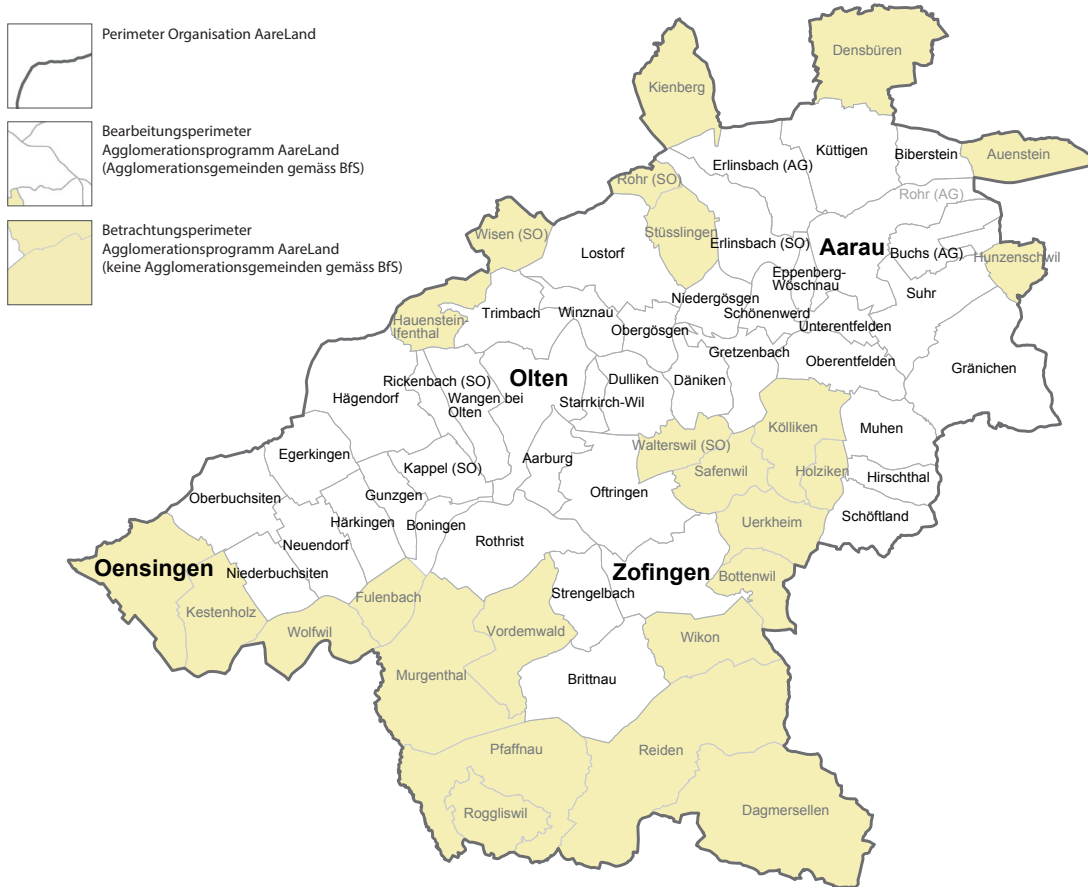 Perimeter Organisation AareLand
Bearbeitungsperimeter
Agglomerationsprogramm AareLand
(Agglomerationsgemeinden gemäss BfS)
Betrachtungsperimeter
Agglomerationsprogramm AareLand
(keine Agglomerationsgemeinden gemäss BfS)
Densbüren
Kienberg
Küttigen
Erlinsbach (AG)
Biberstein
Auenstein
Rohr (SO)
Rohr (AG)
Wisen (SO)
Stüsslingen
Lostorf
Erlinsbach (SO)
Aarau
Buchs (AG)
Hunzenschwil
Eppenberg-
Wöschnau
Suhr
Niedergösgen
Schönenwerd
Hauenstein-
Ifenthal
Trimbach
Winznau
Obergösgen
Unterentfelden
Gretzenbach
Oberentfelden
Gränichen
Rickenbach (SO)
Hägendorf
Wangen bei
Olten
Olten
Dulliken
Däniken
Starrkirch-Wil
Kölliken
Muhen
Walterswil (SO)
Egerkingen
Kappel (SO)
Aarburg
Safenwil
Holziken
Hirschthal
Oberbuchsiten
Gunzgen
Oftringen
Härkingen
Boningen
Uerkheim
Schöftland
Neuendorf
Rothrist
Oensingen
Niederbuchsiten
Zofingen
Bottenwil
Strengelbach
Fulenbach
Kestenholz
Wolfwil
Vordemwald
Wikon
Murgenthal
Brittnau
Pfaffnau
Reiden
Roggliswil
Dagmersellen